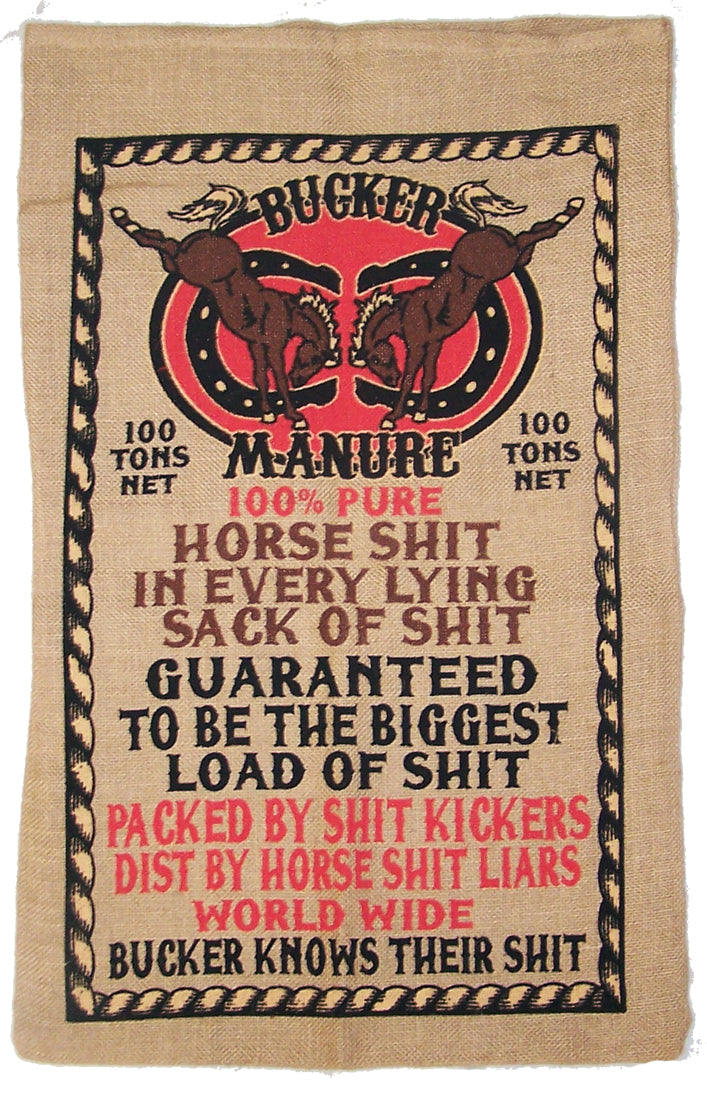 BUCKER
100
TONS
NET
100
TONS
NET
MANURE
100% PURE
HORSE SHIT
IN EVERY LYING
SACK OF SHIT
GUARANTEED
TO BE THE BIGGEST
LOAD OF SHIT
PACKED BY SHIT KICKERS
DIST BY HORSE SHIT LIARS
WORLD WIDE
BUCKER KNOWS THEIR SHIT